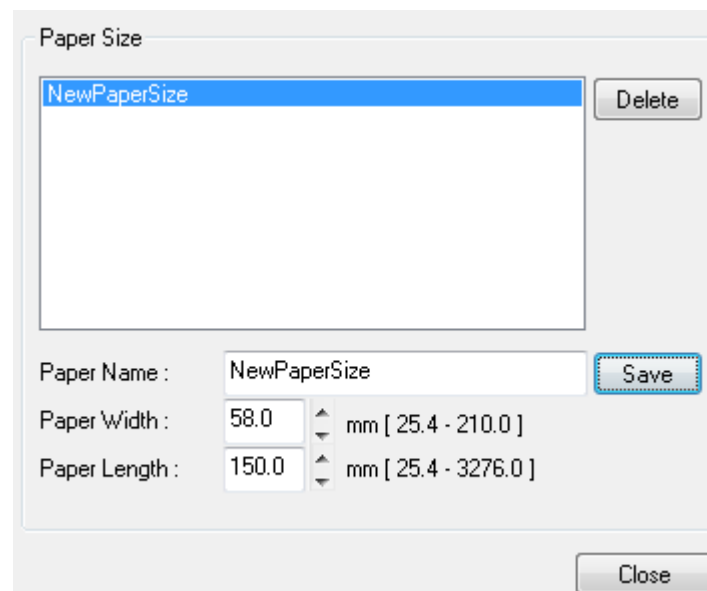 Paper Size
NewPaperSize
Delete
Paper Name :
NewPaperSize
Save
Paper Width :
58.0
mm [ 25.4 - 210.0 ]
Paper Length :
150.0
mm [ 25.4 - 3276.0 ]
Close